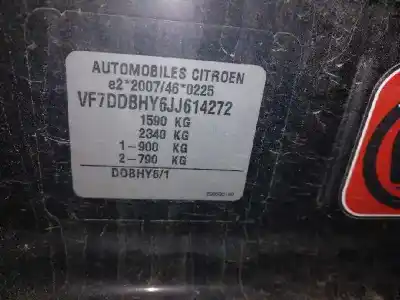 AUTOMOBILES CITROEN
e2*2007/46*0225
VF7DDBHY6JJ614272
1590 KG
2340 KG
1-900 KG
2-790 KG
DDBHY6/1